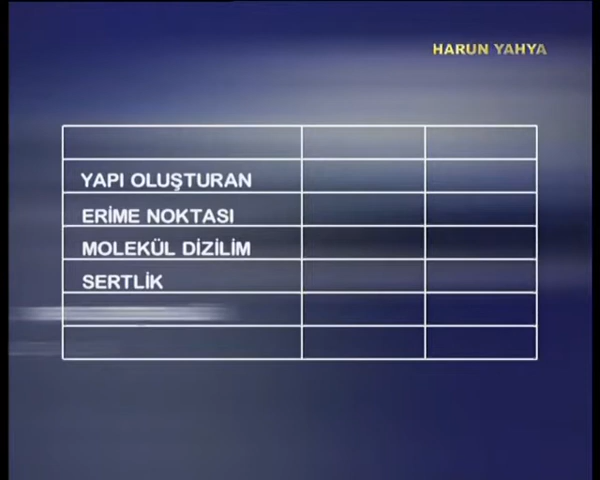 HARUN YAHYA
YAPI OLUŞTURAN
ERİME NOKTASI
MOLEKÜL DİZİLİM
SERTLİK